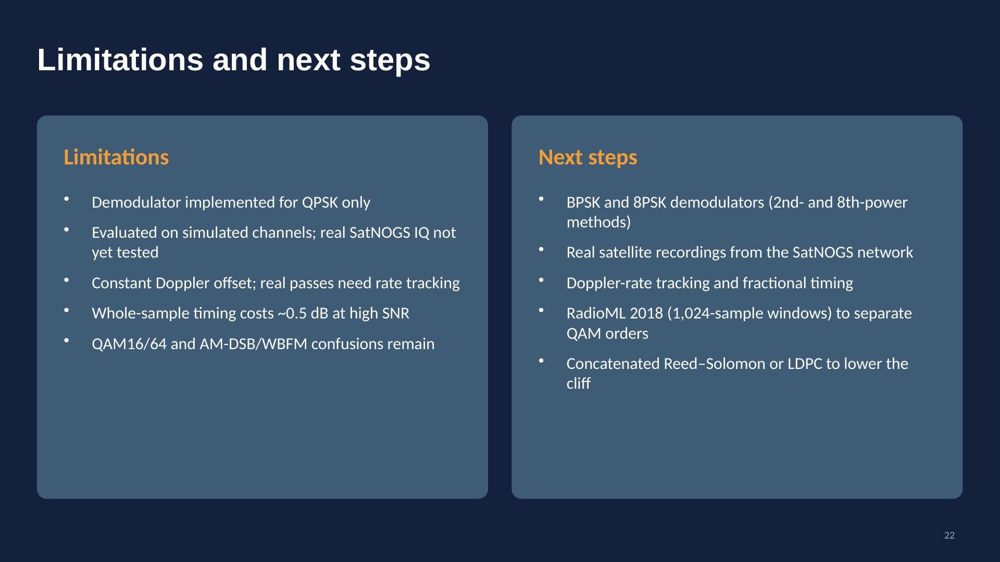 Limitations and next steps
Limitations
• Demodulator implemented for QPSK only
• Evaluated on simulated channels; real SatNOGS IQ not
yet tested
• Constant Doppler offset; real passes need rate tracking
• Whole-sample timing costs ~0.5 dB at high SNR
• QAM16/64 and AM-DSB/WBFM confusions remain
Next steps
• BPSK and 8PSK demodulators (2nd- and 8th-power
methods)
• Real satellite recordings from the SatNOGS network
• Doppler-rate tracking and fractional timing
• RadioML 2018 (1,024-sample windows) to separate
QAM orders
• Concatenated Reed–Solomon or LDPC to lower the
cliff
22